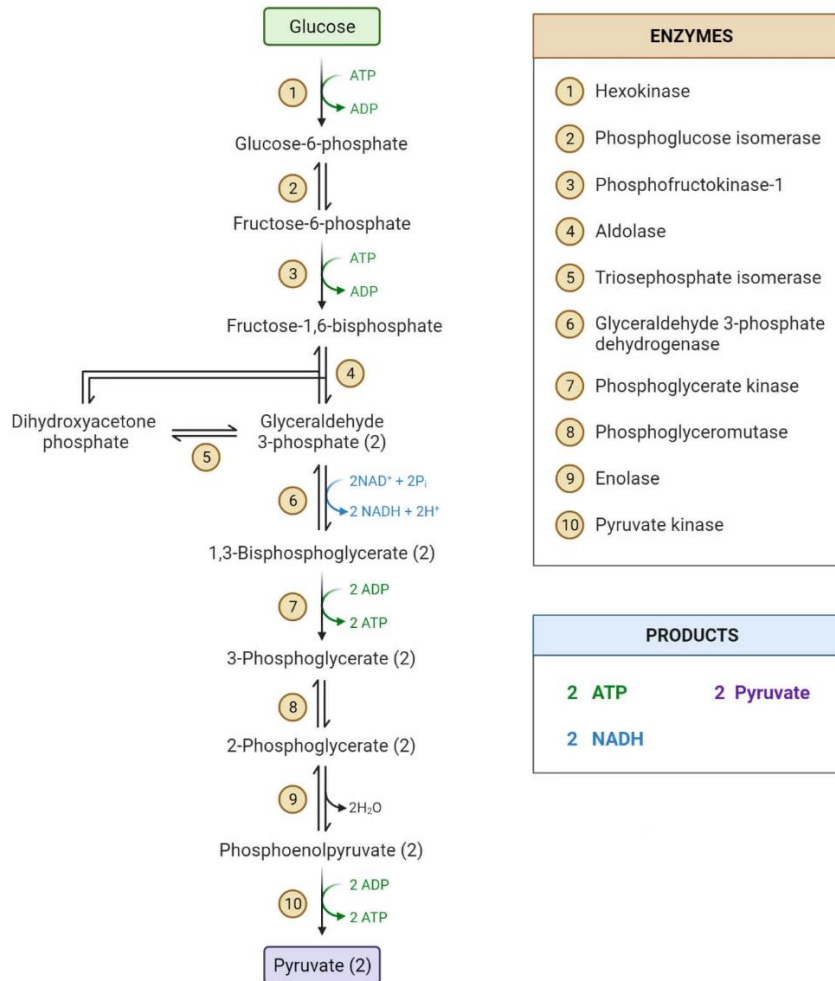 Glucose
1
ATP
ADP
Glucose-6-phosphate
2
Fructose-6-phosphate
3
ATP
ADP
Fructose-1,6-bisphosphate
4
Dihydroxyacetone
phosphate
5
Glyceraldehyde
3-phosphate (2)
6
2NAD⁺ + 2Pᵢ
2 NADH + 2H⁺
1,3-Bisphosphoglycerate (2)
7
2 ADP
2 ATP
3-Phosphoglycerate (2)
8
2-Phosphoglycerate (2)
9
2H₂O
Phosphoenolpyruvate (2)
10
2 ADP
2 ATP
Pyruvate (2)
ENZYMES
1 Hexokinase
2 Phosphoglucose isomerase
3 Phosphofructokinase-1
4 Aldolase
5 Triosephosphate isomerase
6 Glyceraldehyde 3-phosphate
dehydrogenase
7 Phosphoglycerate kinase
8 Phosphoglyceromutase
9 Enolase
10 Pyruvate kinase
PRODUCTS
2 ATP 2 Pyruvate
2 NADH